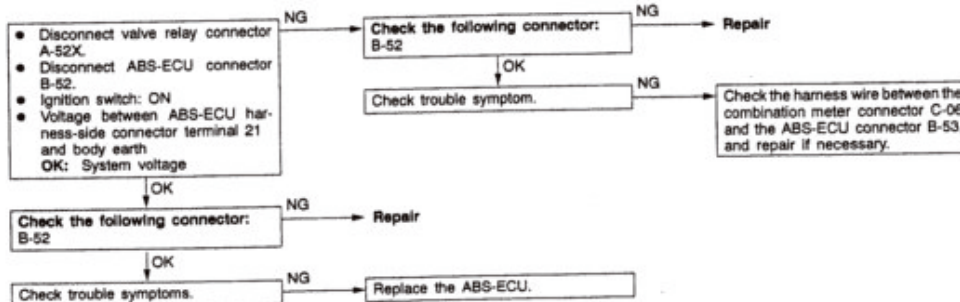 ● Disconnect valve relay connector
A-52X.
● Disconnect ABS-ECU connector
B-52.
● Ignition switch: ON
● Voltage between ABS-ECU har-
ness-side connector terminal 21
and body earth
OK: System voltage
NG
Check the following connector:
B-52
NG
Repair
OK
Check trouble symptom.
NG
Check the harness wire between the
combination meter connector C-06
and the ABS-ECU connector B-53,
and repair if necessary.
OK
Check the following connector:
B-52
NG
Repair
OK
Check trouble symptoms.
NG
Replace the ABS-ECU.